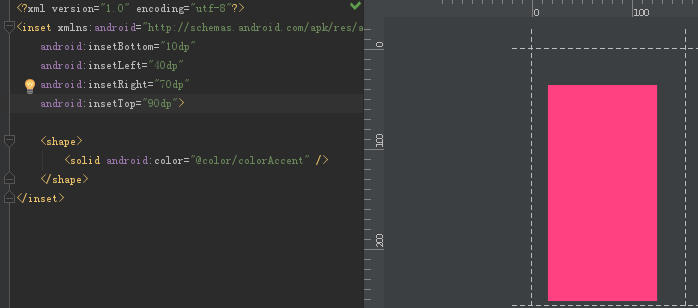 <?xml version="1.0" encoding="utf-8"?>
<inset xmlns:android="http://schemas.android.com/apk/res/a
android:insetBottom="10dp"
android:insetLeft="40dp"
android:insetRight="70dp"
android:insetTop="90dp">
<shape>
<solid android:color="@color/colorAccent" />
</shape>
</inset>
0
100
0
100
200